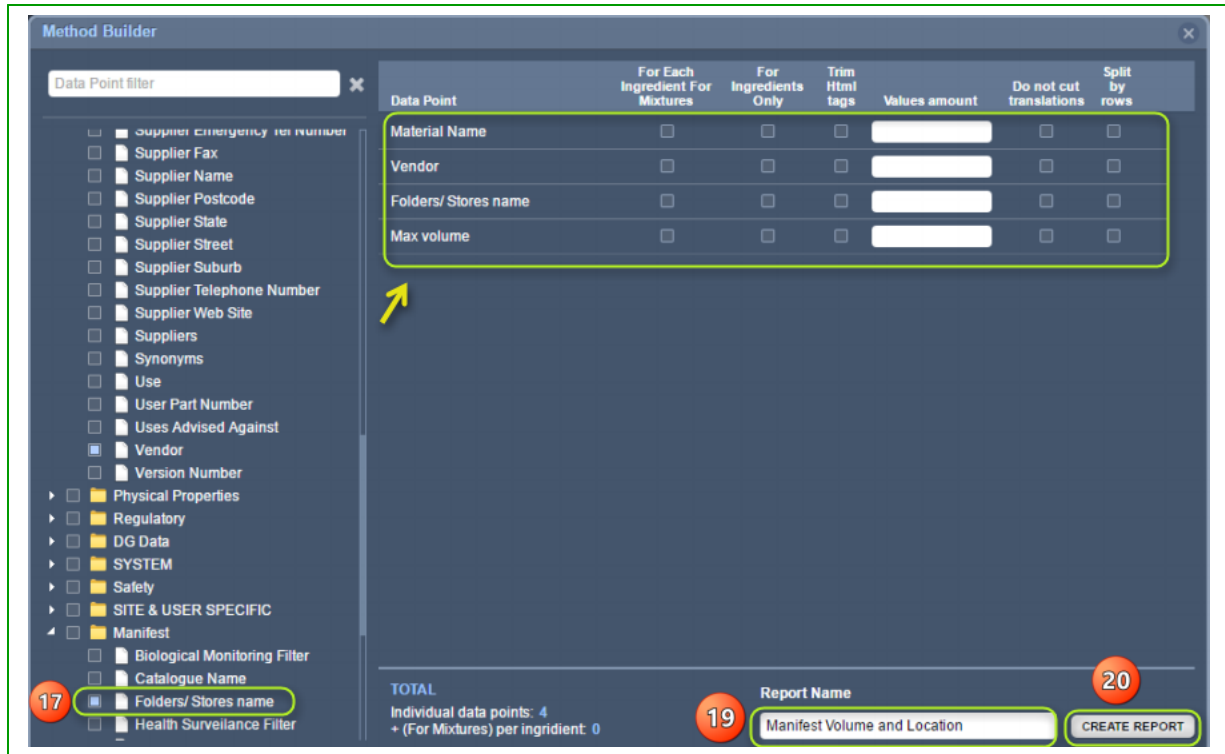 Method Builder
Data Point filter
Supplier Emergency Tel Number
Supplier Fax
Supplier Name
Supplier Postcode
Supplier State
Supplier Street
Supplier Suburb
Supplier Telephone Number
Supplier Web Site
Suppliers
Synonyms
Use
User Part Number
Uses Advised Against
Vendor
Version Number
Physical Properties
Regulatory
DG Data
SYSTEM
Safety
SITE & USER SPECIFIC
Manifest
Biological Monitoring Filter
Catalogue Name
17 Folders/ Stores name
Health Surveilance Filter
Data Point
For Each
Ingredient For
Mixtures
For
Ingredients
Only
Trim
Html
tags
Values amount
Do not cut
translations
Split
by
rows
Material Name
Vendor
Folders/ Stores name
Max volume
TOTAL
Individual data points: 4
+ (For Mixtures) per ingridient: 0
Report Name
19 Manifest Volume and Location
20
CREATE REPORT